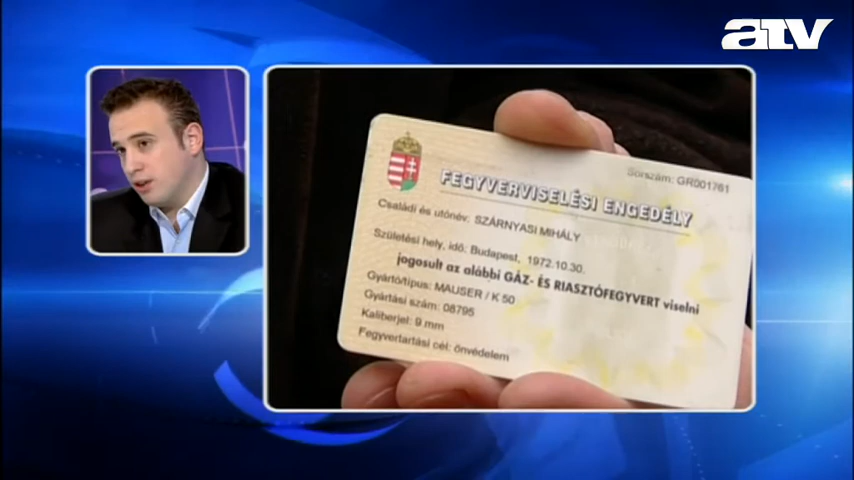 atv
Sorszám: GR001761
FEGYVERVISELÉSI ENGEDÉLY
Családi és utónév: SZÁRNYASI MIHÁLY
Születési hely, idő: Budapest, 1972.10.30.
jogosult az alábbi GÁZ- ÉS RIASZTÓFEGYVERT viselni
Gyártó/típus: MAUSER / K 50
Gyártási szám: 08795
Kaliberjel: 9 mm
Fegyvertartási cél: önvédelem